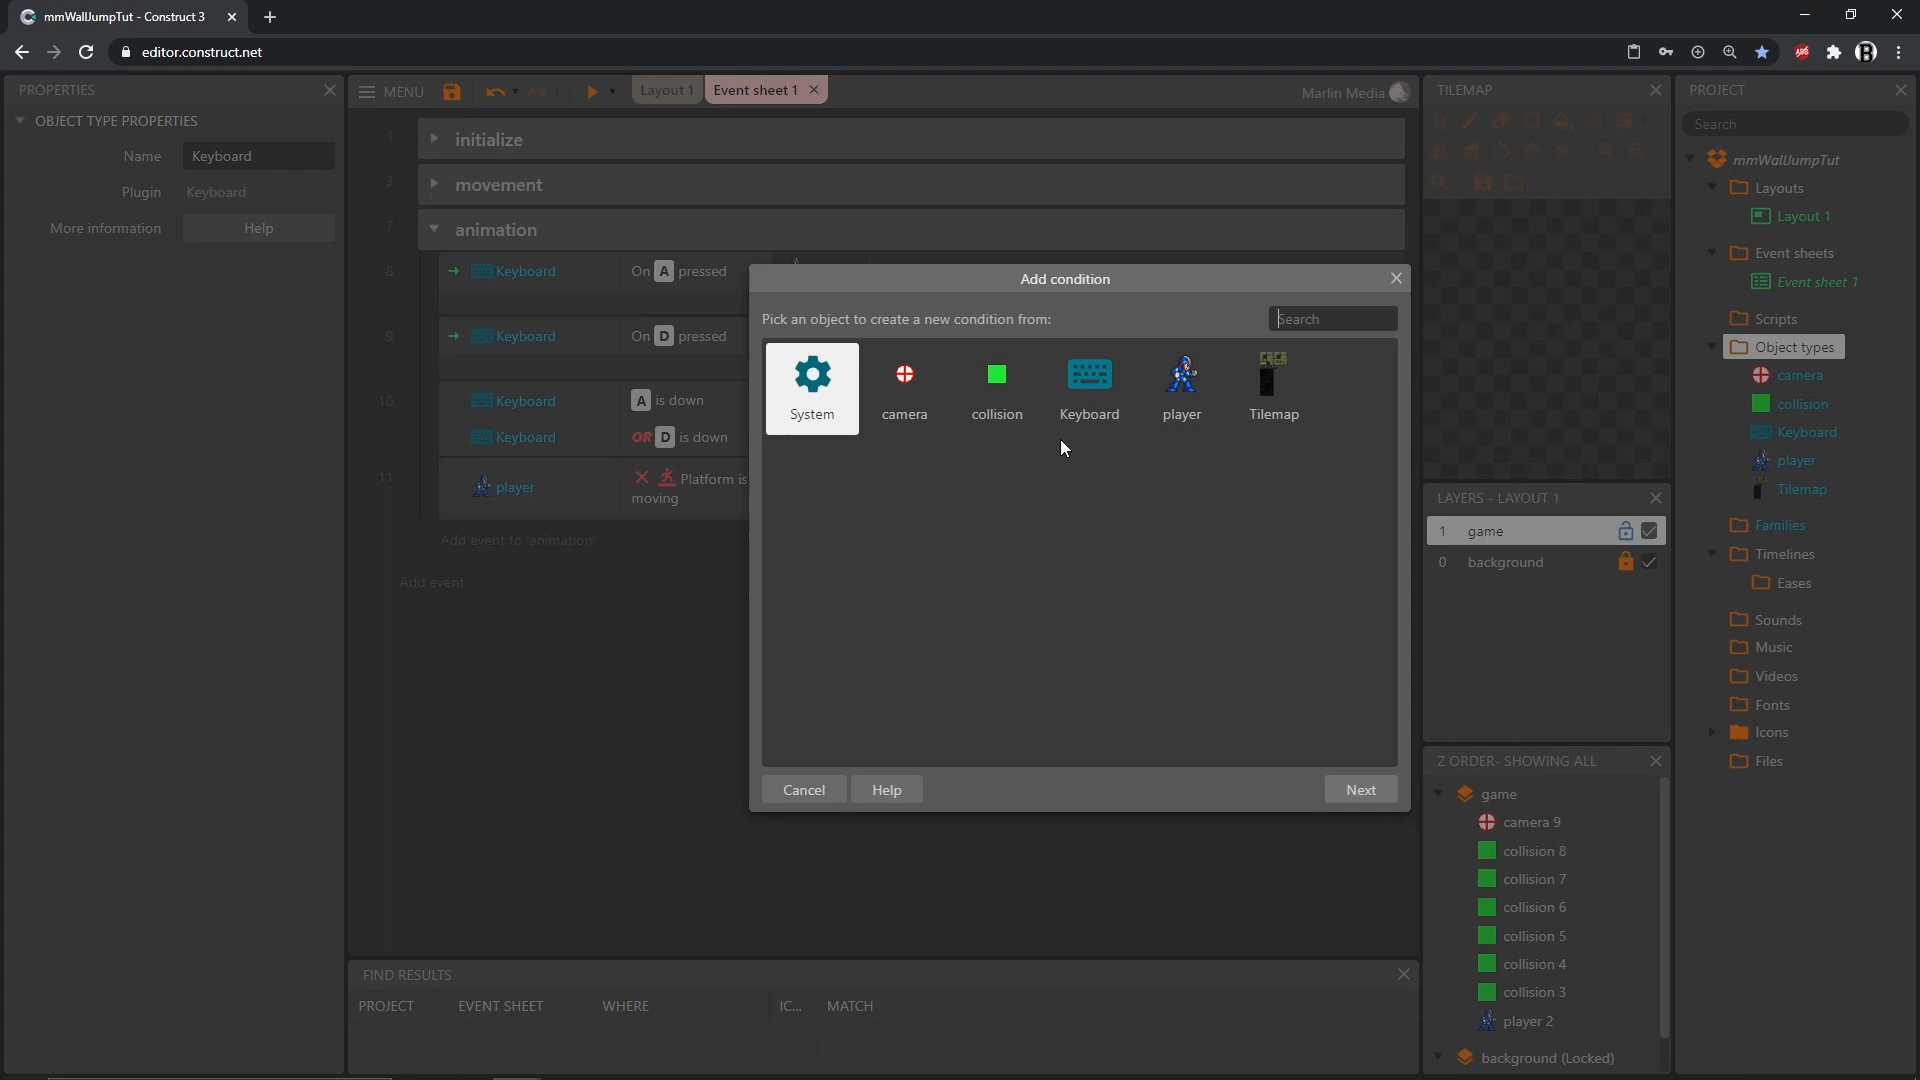 mmWallJumpTut - Construct 3
editor.construct.net
PROPERTIES
OBJECT TYPE PROPERTIES
Name Keyboard
Plugin Keyboard
More information Help
MENU
Layout 1
Event sheet 1
Marlin Media
1 initialize
3 movement
7 animation
8 Keyboard On A pressed
9 Keyboard On D pressed
10 Keyboard A is down
Keyboard OR D is down
11 player Platform is
moving
Add event to 'animation'
Add event
Add condition
Pick an object to create a new condition from:
Search
System
camera
collision
Keyboard
player
Tilemap
Cancel
Help
Next
FIND RESULTS
PROJECT EVENT SHEET WHERE IC... MATCH
TILEMAP
LAYERS - LAYOUT 1
1 game
0 background
Z ORDER- SHOWING ALL
game
camera 9
collision 8
collision 7
collision 6
collision 5
collision 4
collision 3
player 2
background (Locked)
PROJECT
Search
mmWallJumpTut
Layouts
Layout 1
Event sheets
Event sheet 1
Scripts
Object types
camera
collision
Keyboard
player
Tilemap
Families
Timelines
Eases
Sounds
Music
Videos
Fonts
Icons
Files